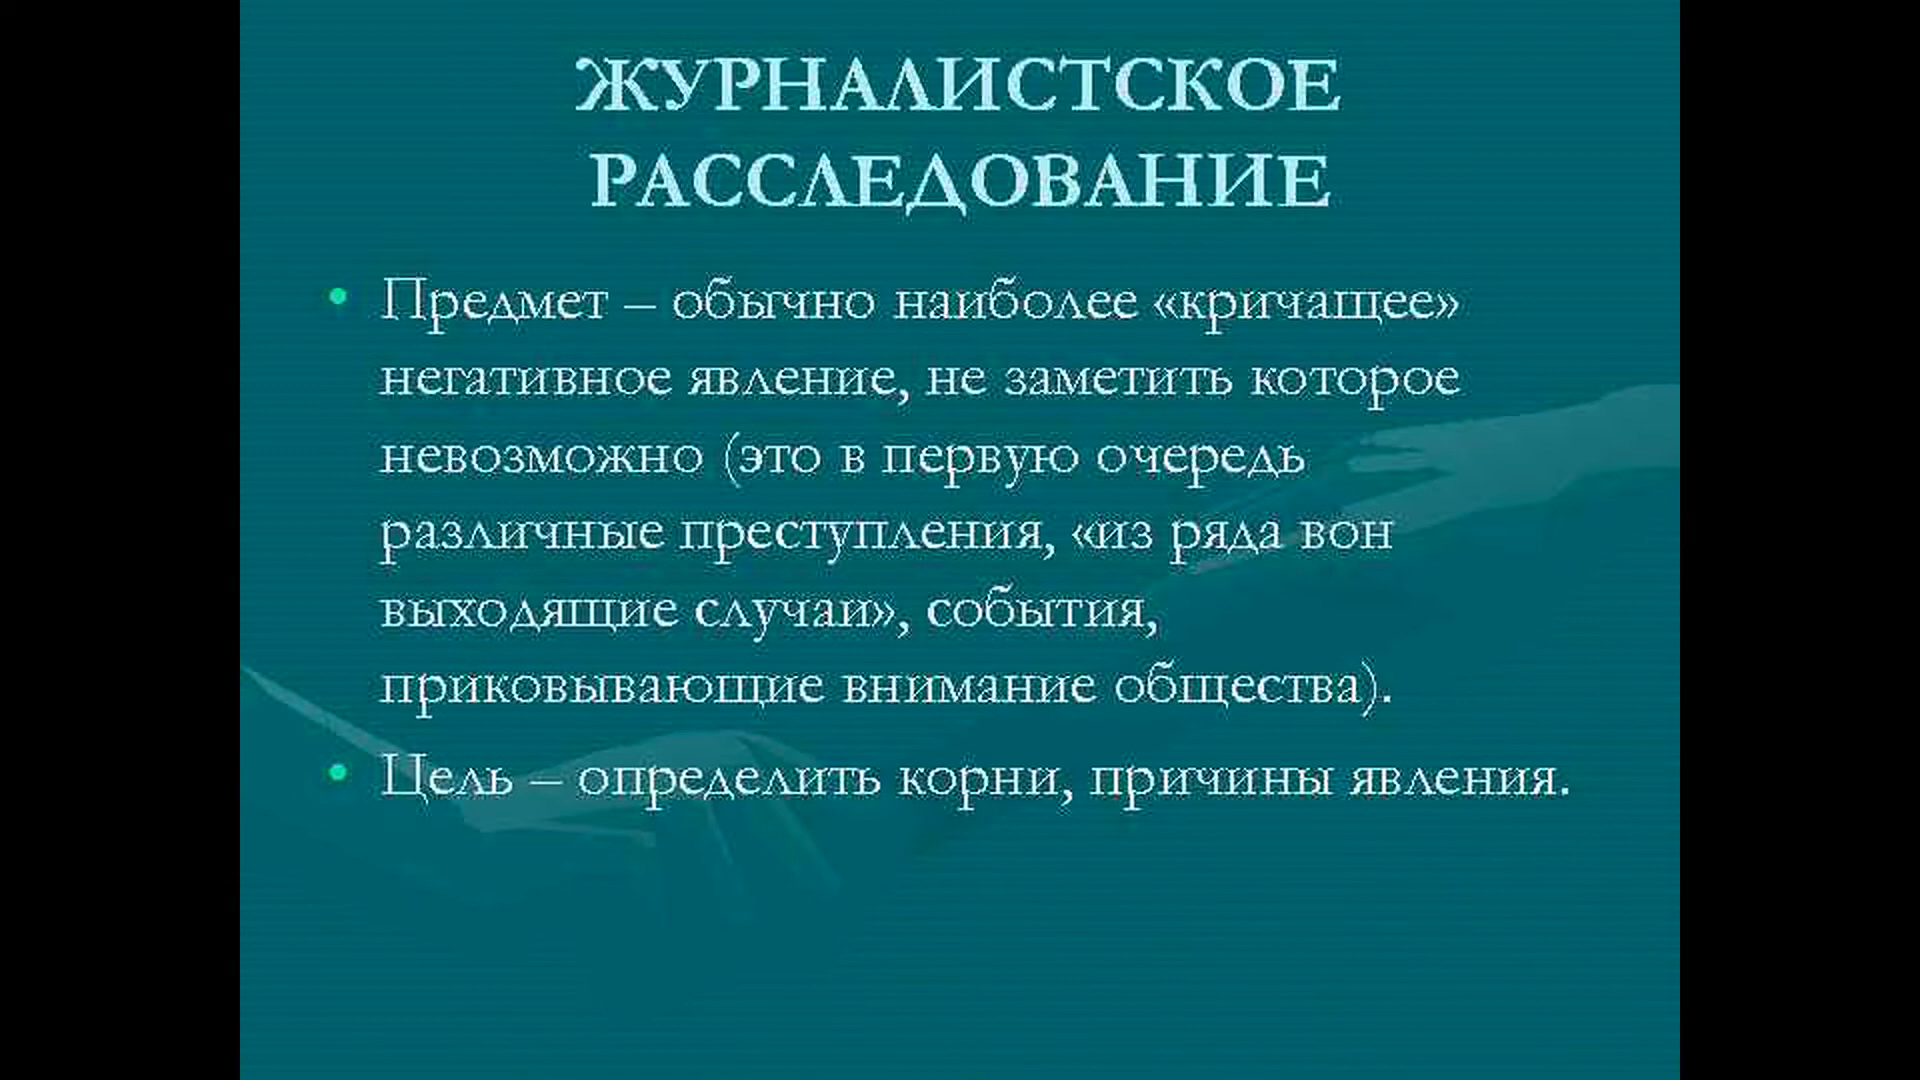 ЖУРНАЛИСТСКОЕ
РАССЛЕДОВАНИЕ
• Предмет – обычно наиболее «кричащее»
негативное явление, не заметить которое
невозможно (это в первую очередь
различные преступления, «из ряда вон
выходящие случаи», события,
приковывающие внимание общества).
• Цель – определить корни, причины явления.